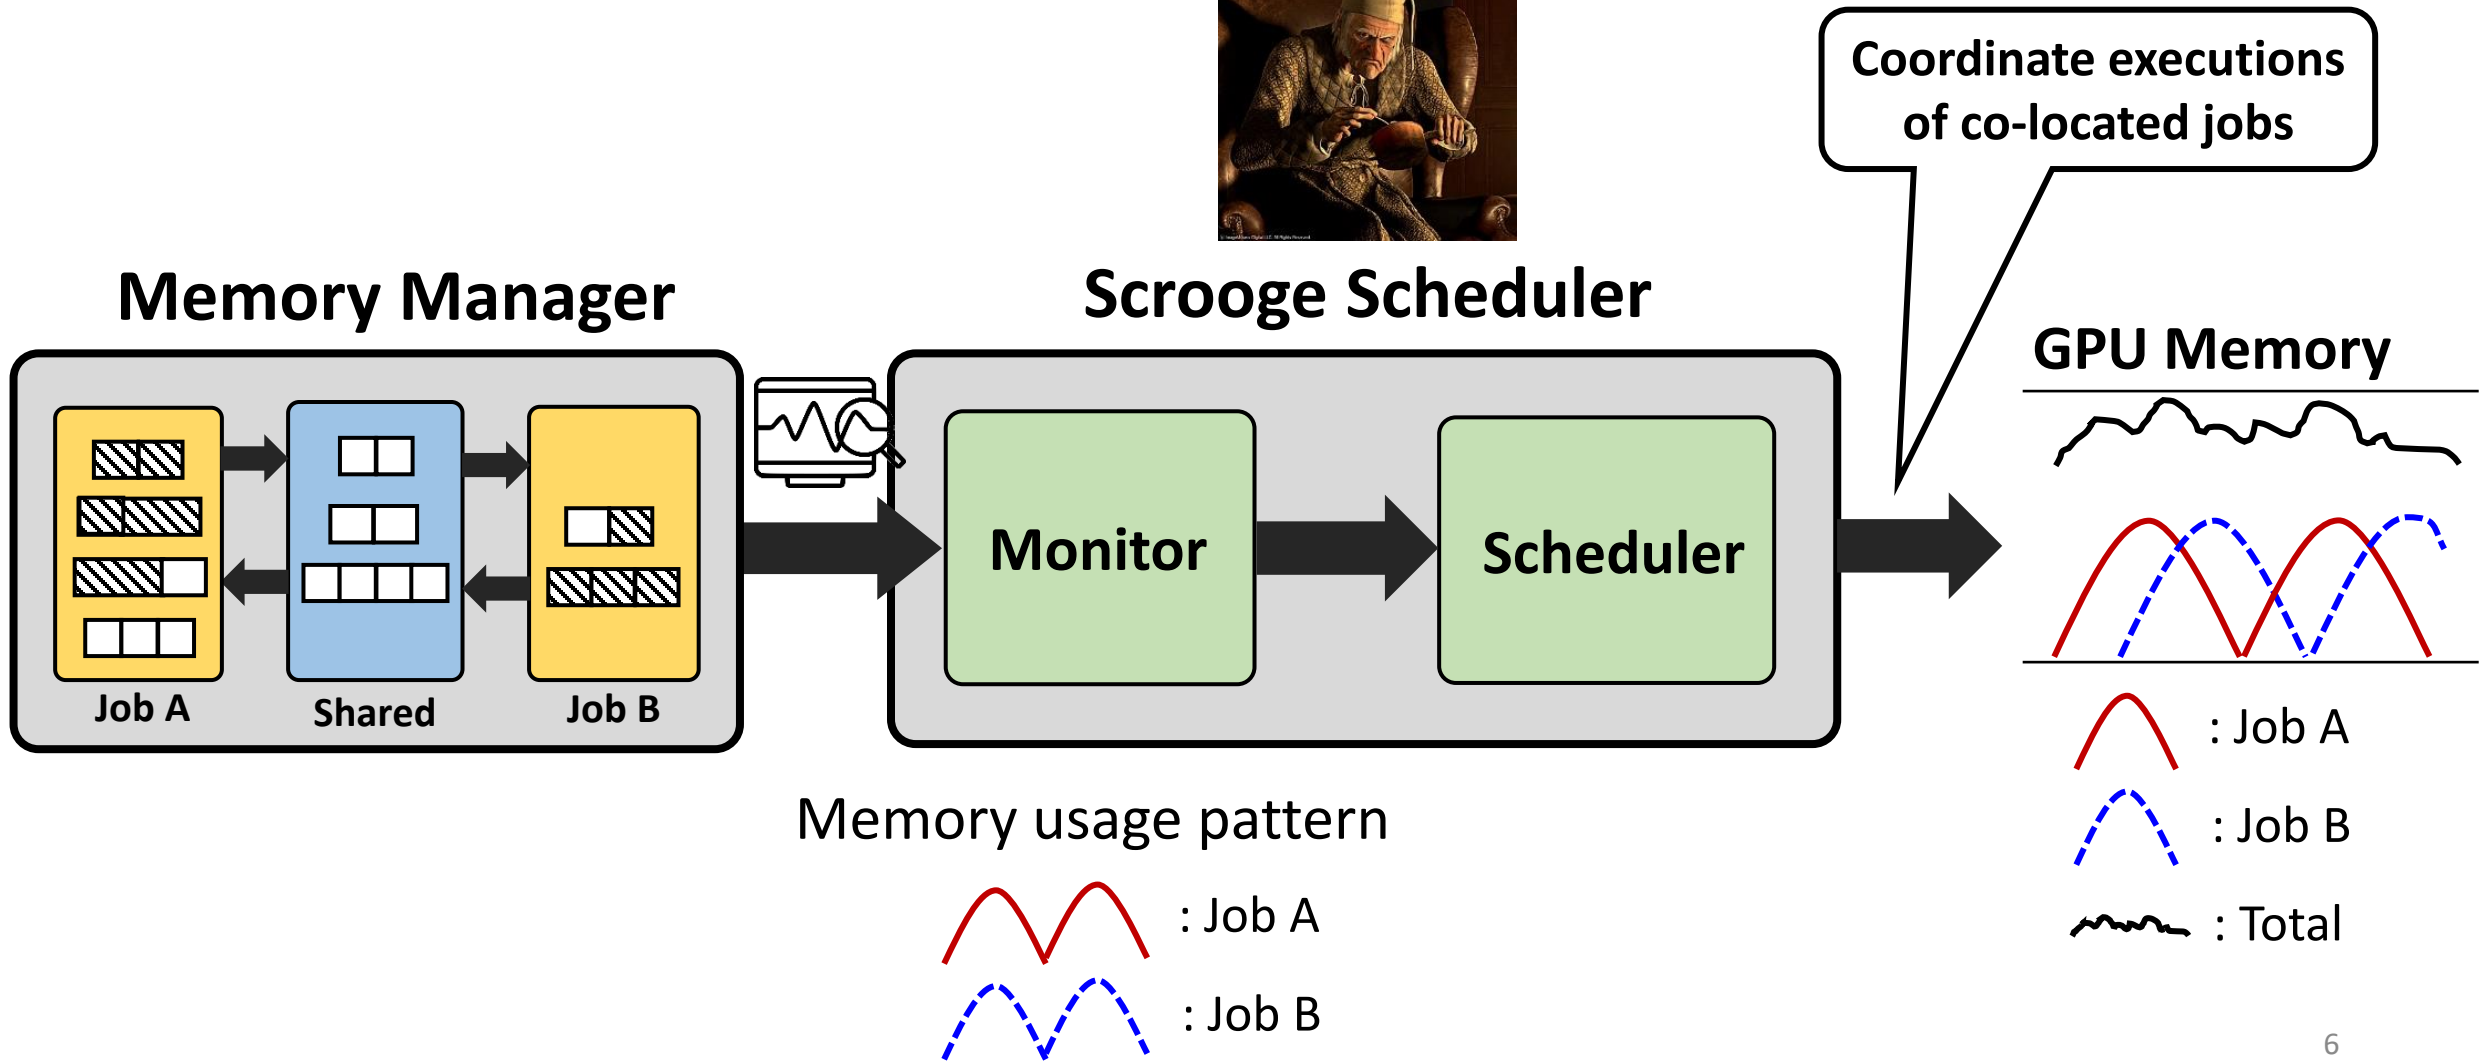 Coordinate executions
of co-located jobs
Memory Manager
Scrooge Scheduler
GPU Memory
Monitor
Scheduler
Job A
Shared
Job B
: Job A
: Job B
: Total
Memory usage pattern
: Job A
: Job B
6